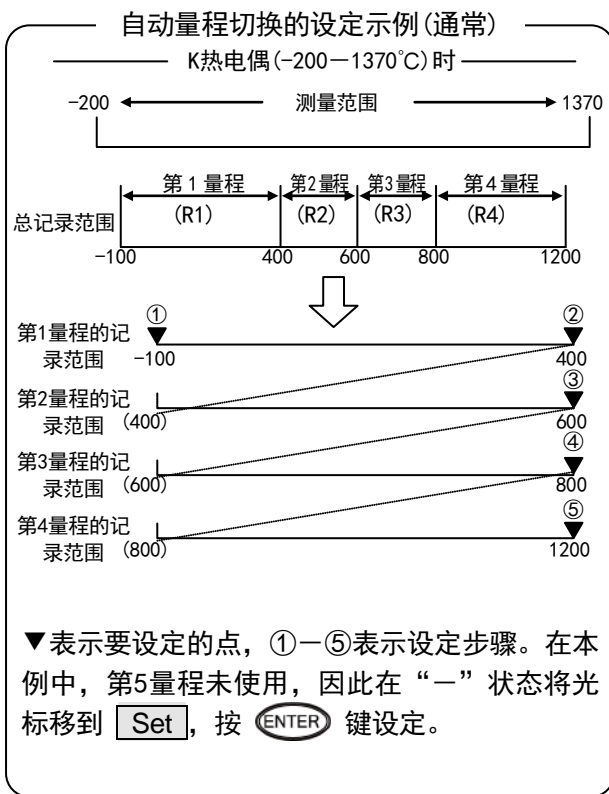 自动量程切换的设定示例(通常)
K热电偶(-200－1370℃)时
-200 测量范围 1370
第1量程 第2量程 第3量程 第4量程
总记录范围 (R1) (R2) (R3) (R4)
-100 400 600 800 1200
① ②
第1量程的记
录范围 -100 400
③
第2量程的记
录范围 (400) 600
④
第3量程的记
录范围 (600) 800
⑤
第4量程的记
录范围 (800) 1200
▼表示要设定的点，①－⑤表示设定步骤。在本
例中，第5量程未使用，因此在“－”状态将光
标移到 Set，按 ENTER 键设定。